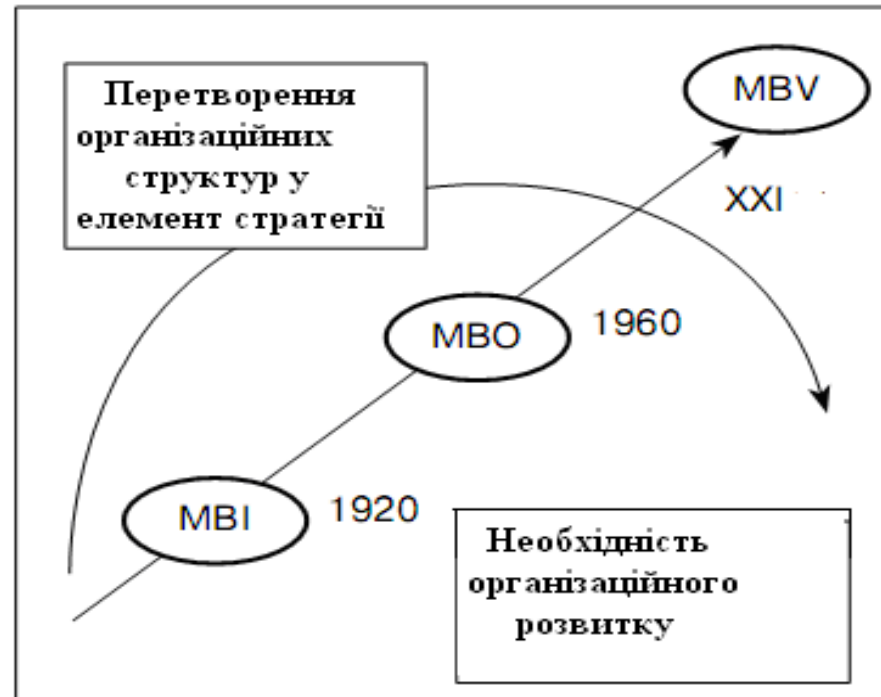 MBV
Перетворення
організаційних
структур у
елемент стратегії
XXI
MBO
1960
MBI
1920
Необхідність
організаційного
розвитку